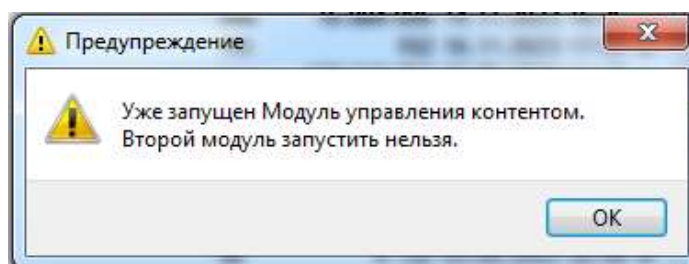 Предупреждение
Уже запущен Модуль управления контентом.
Второй модуль запустить нельзя.
OK